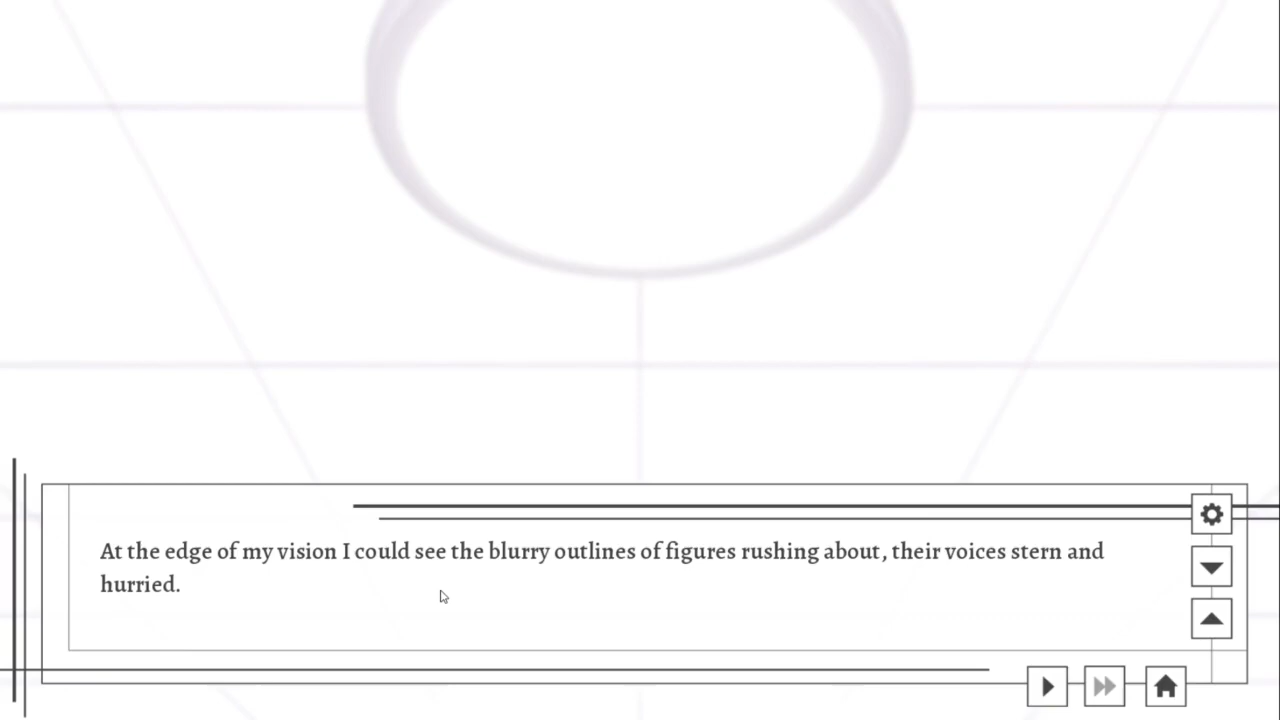 At the edge of my vision I could see the blurry outlines of figures rushing about, their voices stern and
hurried.